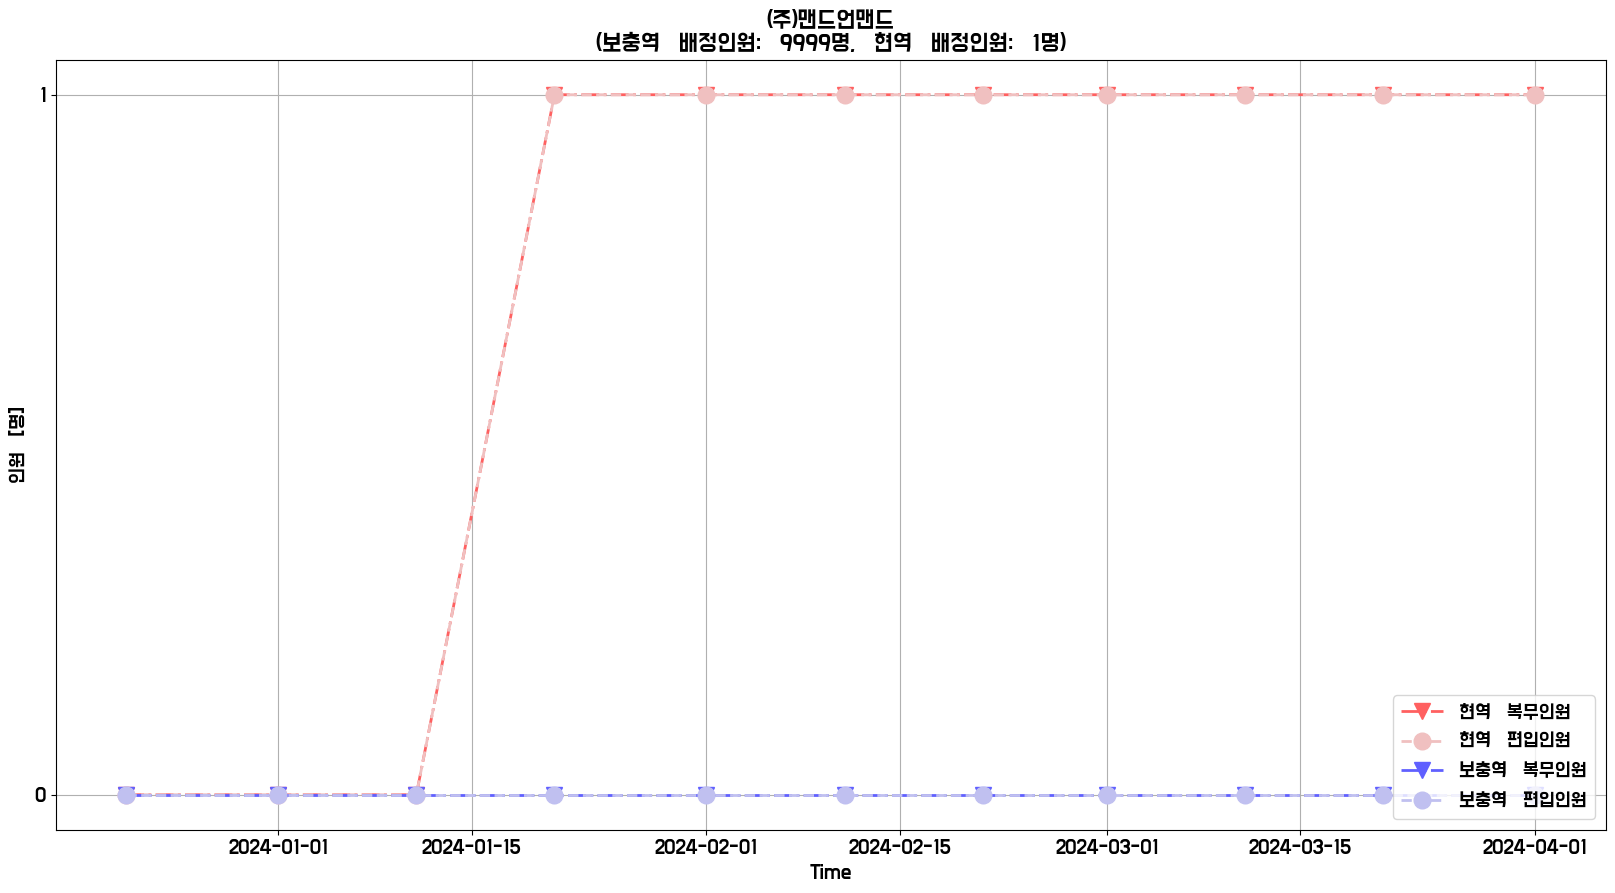 (주)맨드언맨드
(보충역 배정인원: 9999명, 현역 배정인원: 1명)
인원 [명]
1
0
현역 복무인원
현역 편입인원
보충역 복무인원
보충역 편입인원
2024-01-01 2024-01-15 2024-02-01 2024-02-15 2024-03-01 2024-03-15 2024-04-01
Time